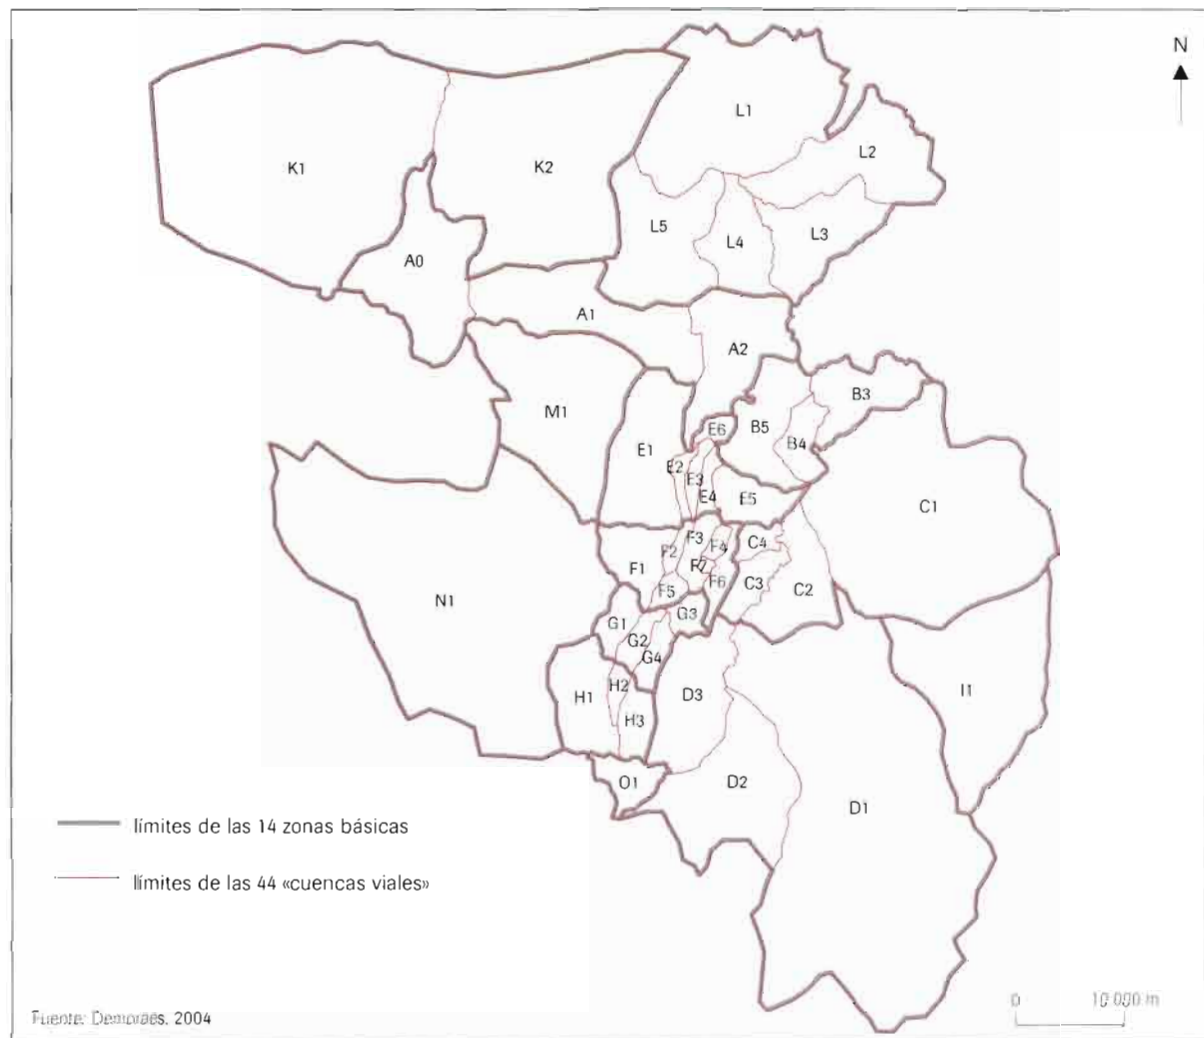 N
L1
L2
K1
K2
L5
L4
L3
A0
A1
A2
B3
M1
E6
B5
B4
E1
E2
E3
E4
E5
C1
F3
F4
C4
F2
F7
F1
F6
C3
C2
F5
N1
G1
G3
G2
G4
H2
H1
H3
D3
I1
O1
D2
D1
límites de las 14 zonas básicas
límites de las 44 «cuencas viales»
0 10 000 m
Fuente: Demoraes, 2004